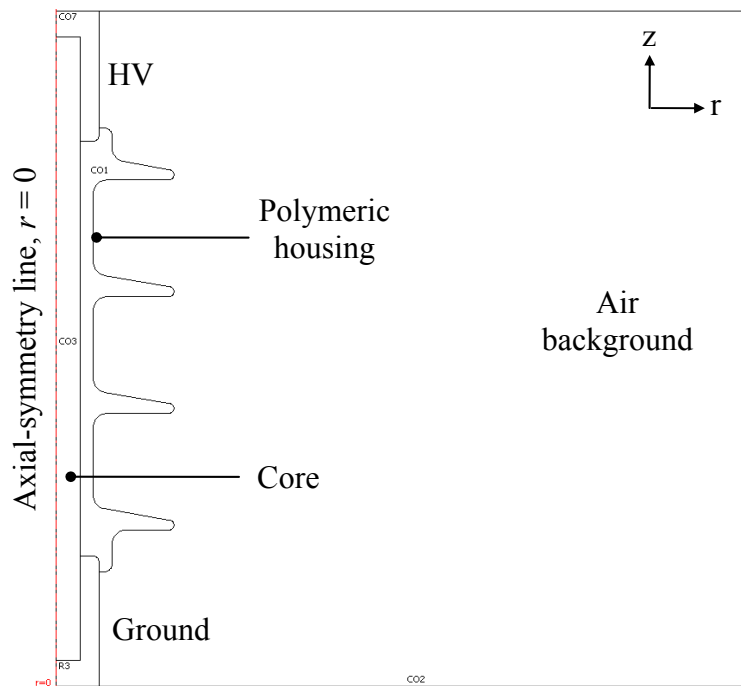 CO7
HV
z
r
CO1
Axial-symmetry line, r = 0
Polymeric
housing
Air
background
CO3
Core
Ground
R3
r=0
CO2